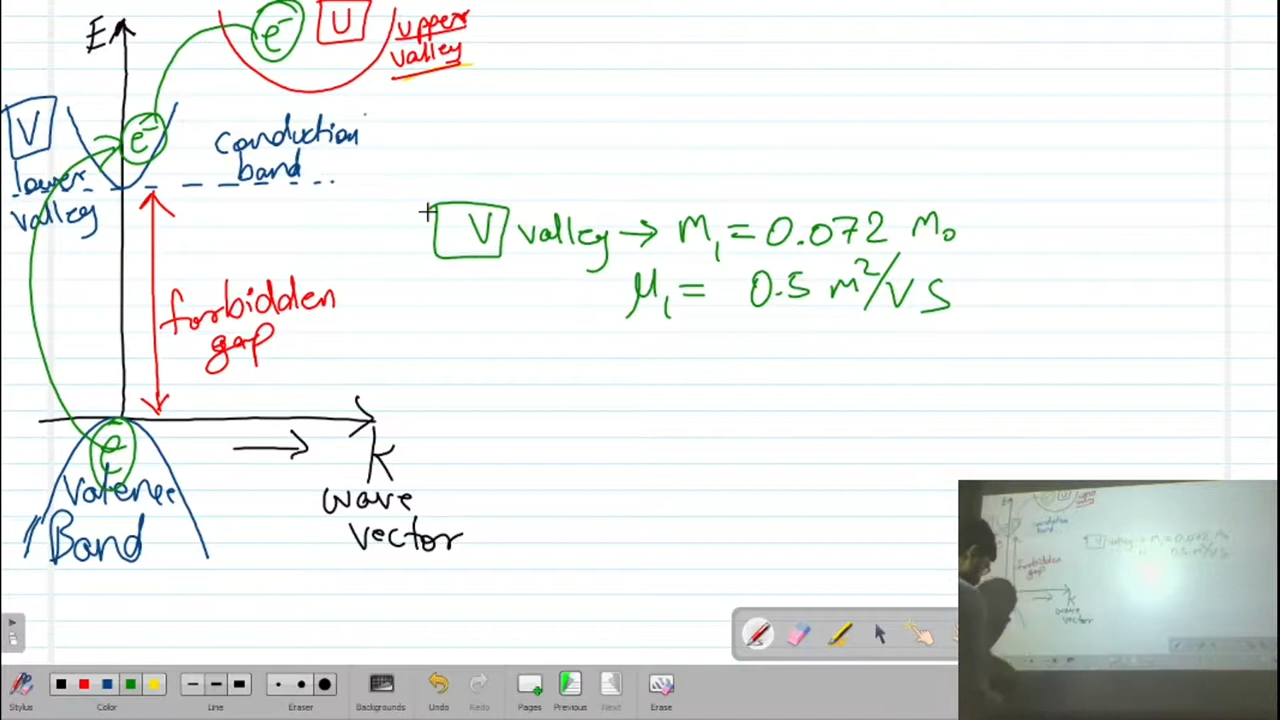 E
e⁻
U
upper
valley
V
e⁻
conduction
band
lower
valley
V valley → m₁ = 0.072 m₀
μ₁ = 0.5 m²/VS
forbidden
gap
e
K
wave
vector
Valence
Band
Stylus
Color
Line
Eraser
Backgrounds
Undo
Redo
Pages
Previous
Next
Erase